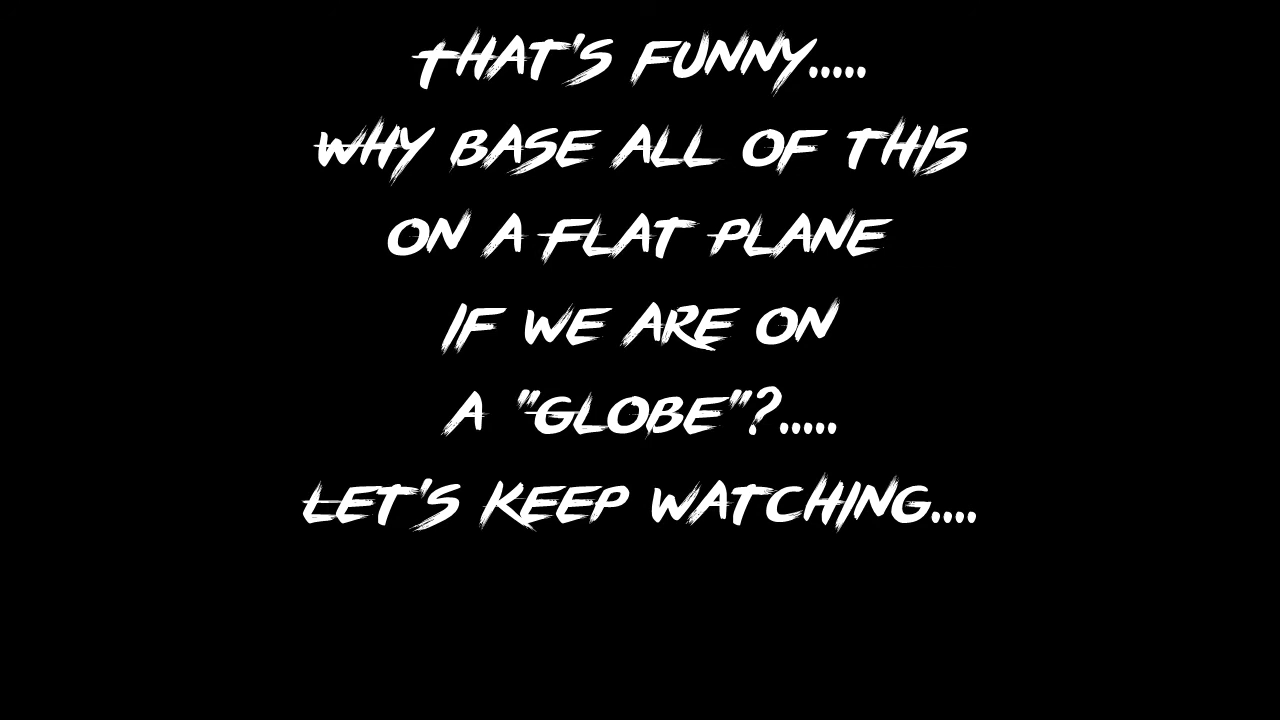 THAT'S FUNNY.....
WHY BASE ALL OF THIS
ON A FLAT PLANE
IF WE ARE ON
A "GLOBE"?.....
LET'S KEEP WATCHING....